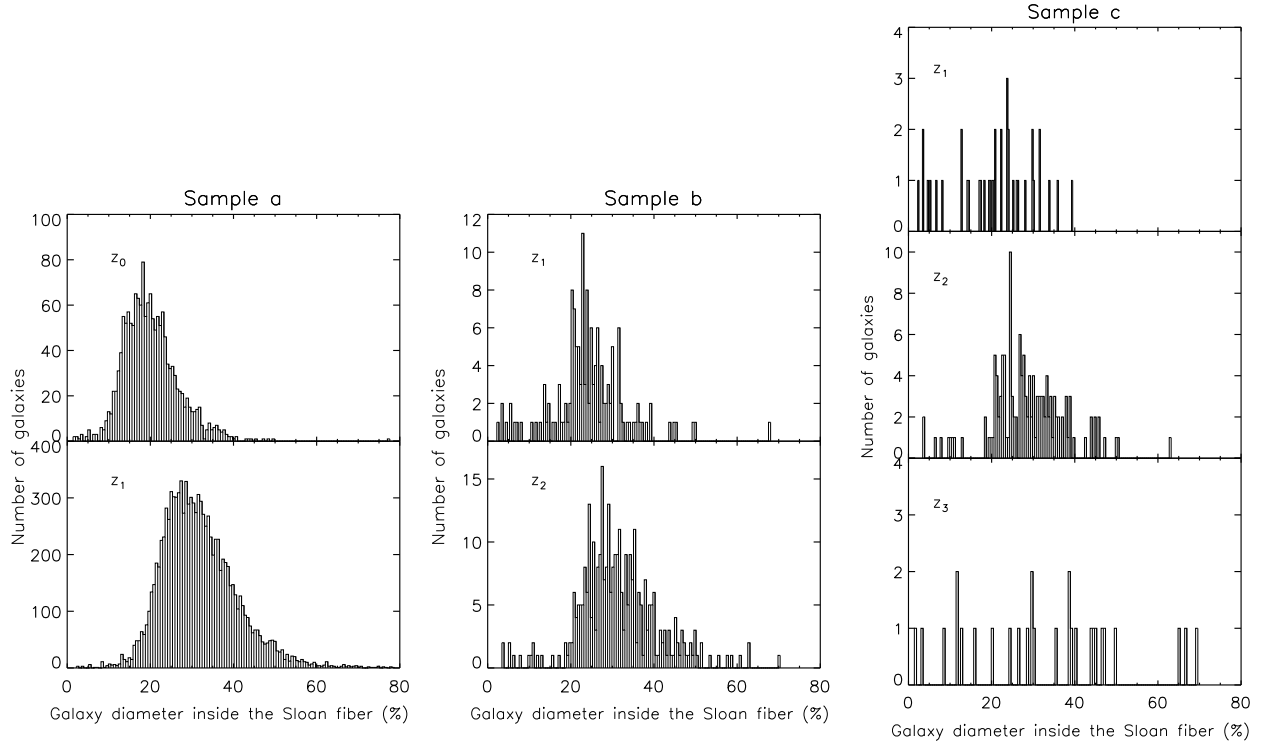 Sample a
100
80
60
40
20
0
z0
400
300
200
100
0
z1
0 20 40 60 80
Number of galaxies
Galaxy diameter inside the Sloan fiber (%)
Sample b
12
10
8
6
4
2
0
z1
15
10
5
0
z2
0 20 40 60 80
Number of galaxies
Galaxy diameter inside the Sloan fiber (%)
Sample c
4
3
2
1
0
z1
10
8
6
4
2
0
z2
4
3
2
1
0
z3
0 20 40 60 80
Number of galaxies
Galaxy diameter inside the Sloan fiber (%)